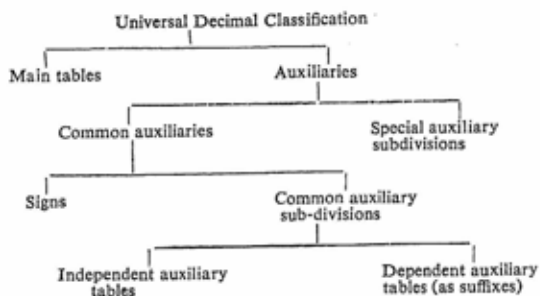 Universal Decimal Classification
Main tables
Auxiliaries
Common auxiliaries
Special auxiliary
subdivisions
Signs
Common auxiliary
sub-divisions
Independent auxiliary
tables
Dependent auxiliary
tables (as suffixes)